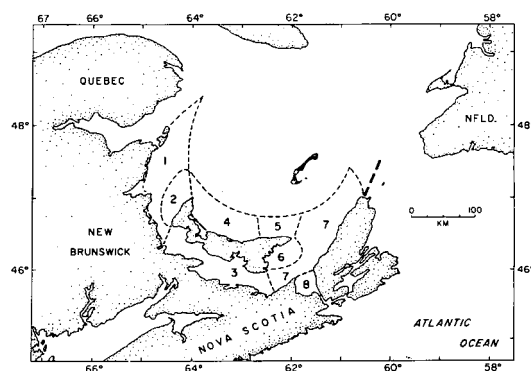 66° 64° 62° 60° 58°
QUEBEC
NFLD.
48° 48°
1
2
4 5 7
NEW
BRUNSWICK
0 100
KM
6
3
46° 7 8 46°
NOVA SCOTIA
ATLANTIC
OCEAN
66° 64° 62° 60° 58°